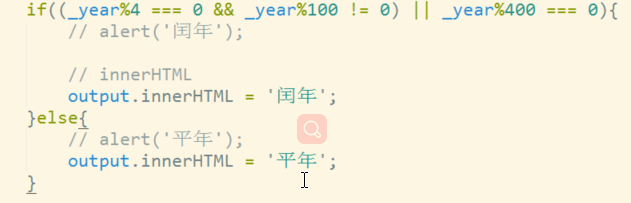 if((_year%4 === 0 && _year%100 != 0) || _year%400 === 0){
// alert('闰年');
// innerHTML
output.innerHTML = '闰年';
}else{
// alert('平年');
output.innerHTML = '平年';
}